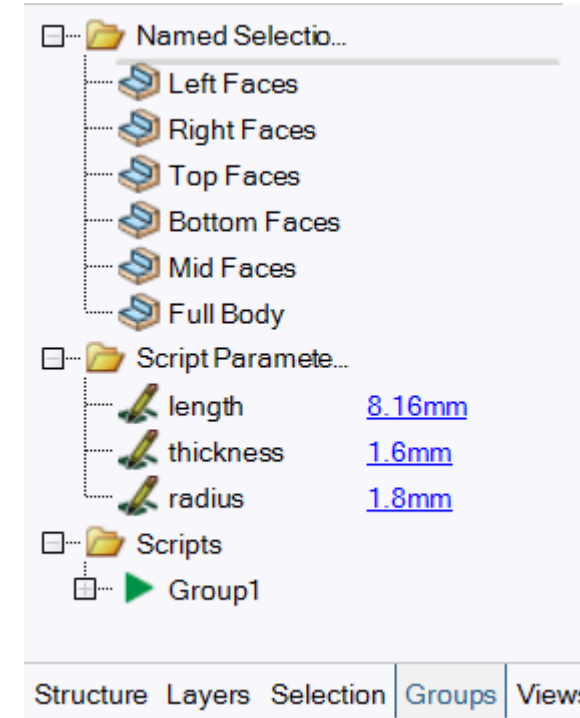 Named Selectio...
Left Faces
Right Faces
Top Faces
Bottom Faces
Mid Faces
Full Body
Script Paramete...
length 8.16mm
thickness 1.6mm
radius 1.8mm
Scripts
Group1
Structure Layers Selection Groups Views